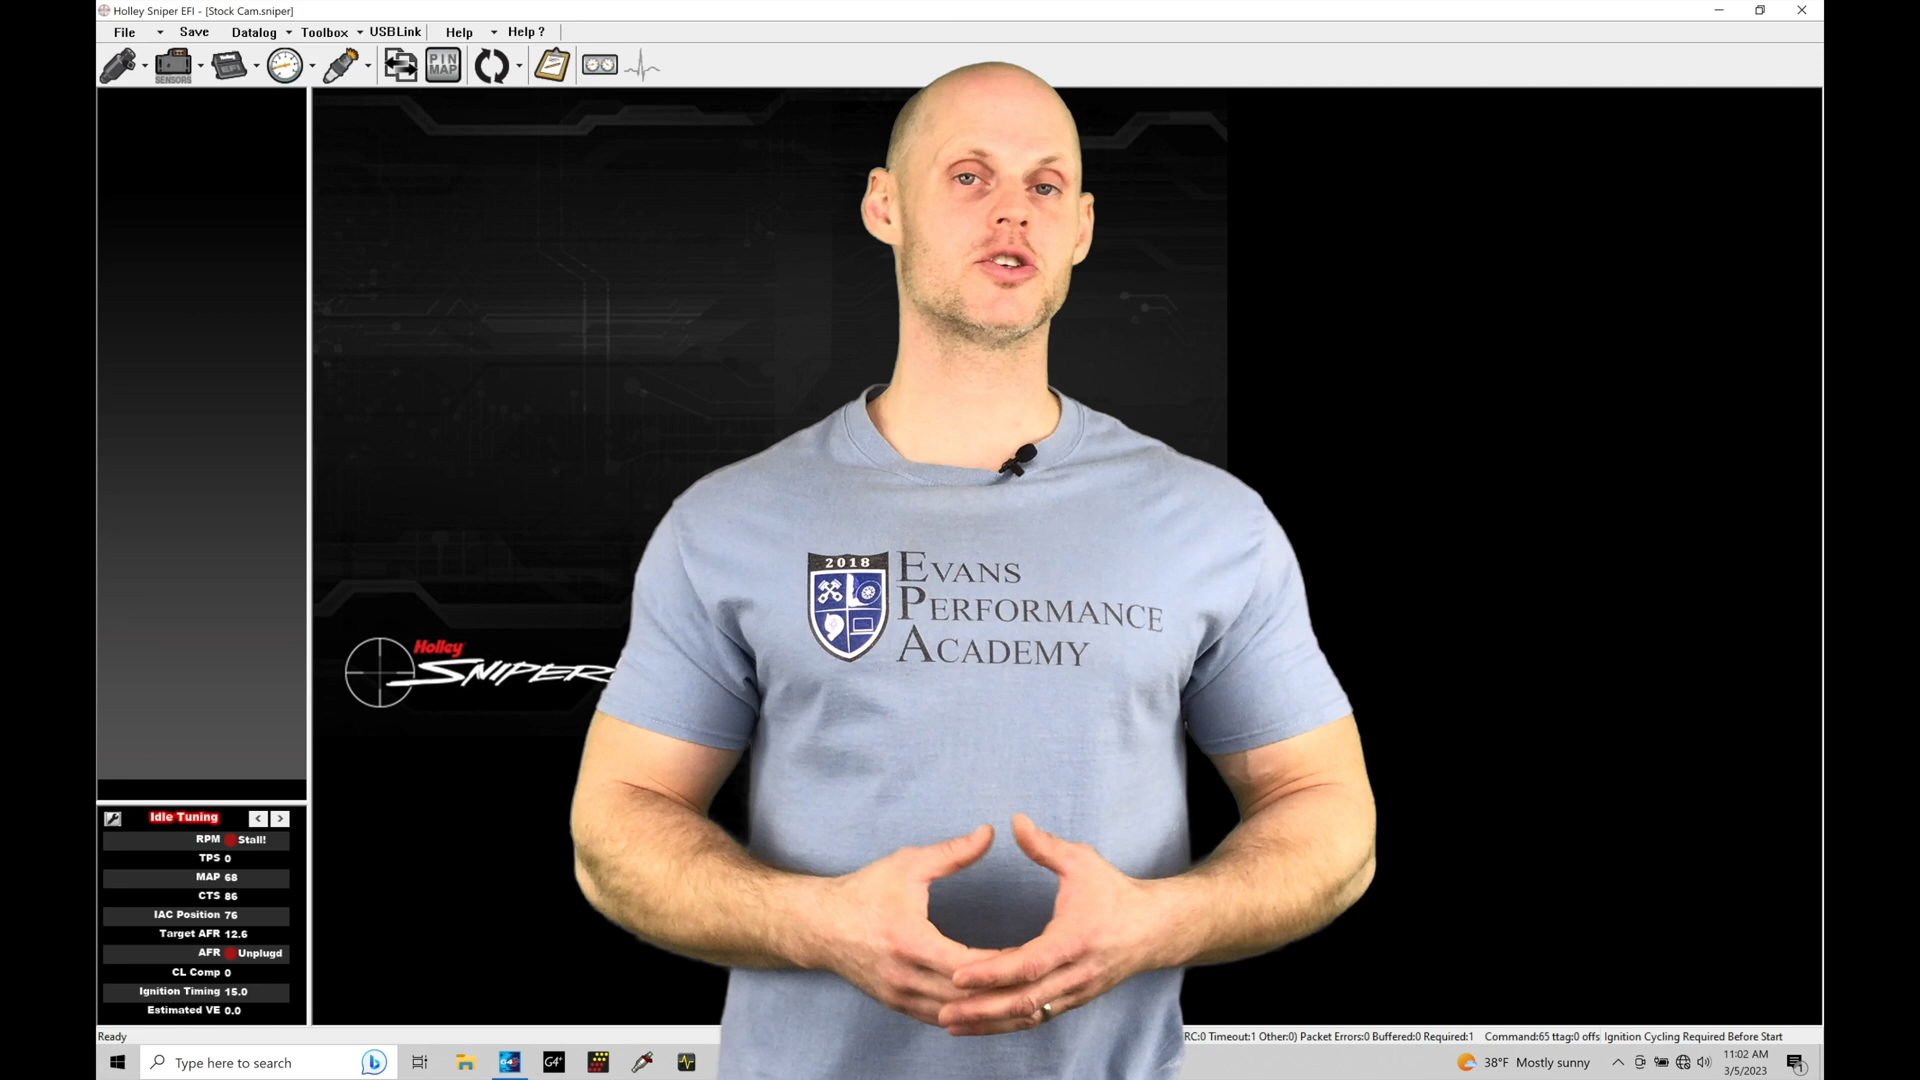 Holley Sniper EFI - [Stock Cam.sniper]
File Save Datalog Toolbox USBLink Help Help ?
SENSORS EFI PIN MAP
2018
EVANS
PERFORMANCE
ACADEMY
Holley
SNIPER
Idle Tuning
RPM Stall!
TPS 0
MAP 68
CTS 86
IAC Position 76
Target AFR 12.6
AFR Unplugd
CL Comp 0
Ignition Timing 15.0
Estimated VE 0.0
Ready RC:0 Timeout:1 Other:0) Packet Errors:0 Buffered:0 Required:1 Command:65 ttag:0 offs Ignition Cycling Required Before Start
Type here to search G4+ 38°F Mostly sunny 11:02 AM
3/5/2023